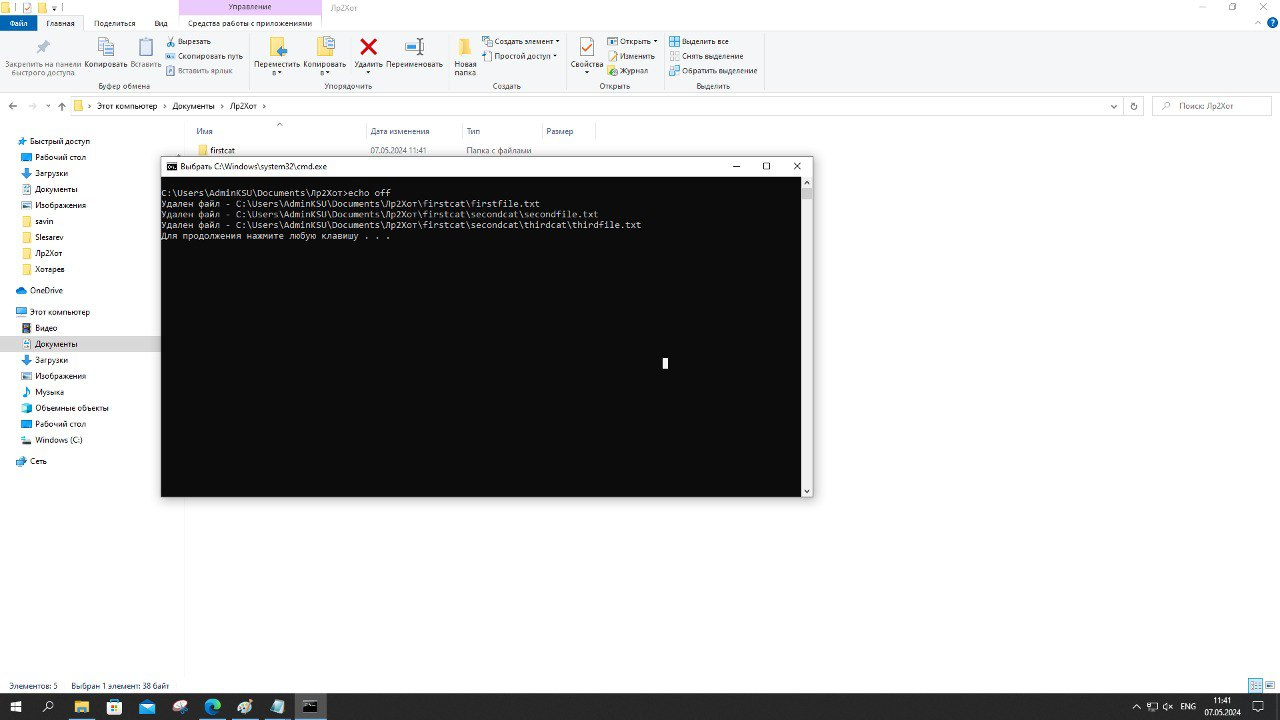 Управление
Лр2Хот
Файл Главная Поделиться Вид Средства работы с приложениями
Закрепить на панели быстрого доступа
Копировать
Вставить
Вырезать
Скопировать путь
Вставить ярлык
Переместить в
Копировать в
Удалить
Переименовать
Новая папка
Создать элемент
Простой доступ
Свойства
Открыть
Изменить
Журнал
Выделить все
Снять выделение
Обратить выделение
Буфер обмена Упорядочить Создать Открыть Выделить
Этот компьютер > Документы > Лр2Хот >
Поиск: Лр2Хот
Имя Дата изменения Тип Размер
firstcat 07.05.2024 11:41 Папка с файлами
Быстрый доступ
Рабочий стол
Загрузки
Документы
Изображения
savin
Slesarev
Лр2Хот
Хотарев
OneDrive
Этот компьютер
Видео
Документы
Загрузки
Изображения
Музыка
Объемные объекты
Рабочий стол
Windows (C:)
Сеть
Выбрать C:\Windows\system32\cmd.exe
C:\Users\AdminKSU\Documents\Лр2Хот>echo off
Удален файл - C:\Users\AdminKSU\Documents\Лр2Хот\firstcat\firstfile.txt
Удален файл - C:\Users\AdminKSU\Documents\Лр2Хот\firstcat\secondcat\secondfile.txt
Удален файл - C:\Users\AdminKSU\Documents\Лр2Хот\firstcat\secondcat\thirdcat\thirdfile.txt
Для продолжения нажмите любую клавишу . . .
Элементов: 5 Выбран 1 элемент: 38 байт
ENG
11:41
07.05.2024